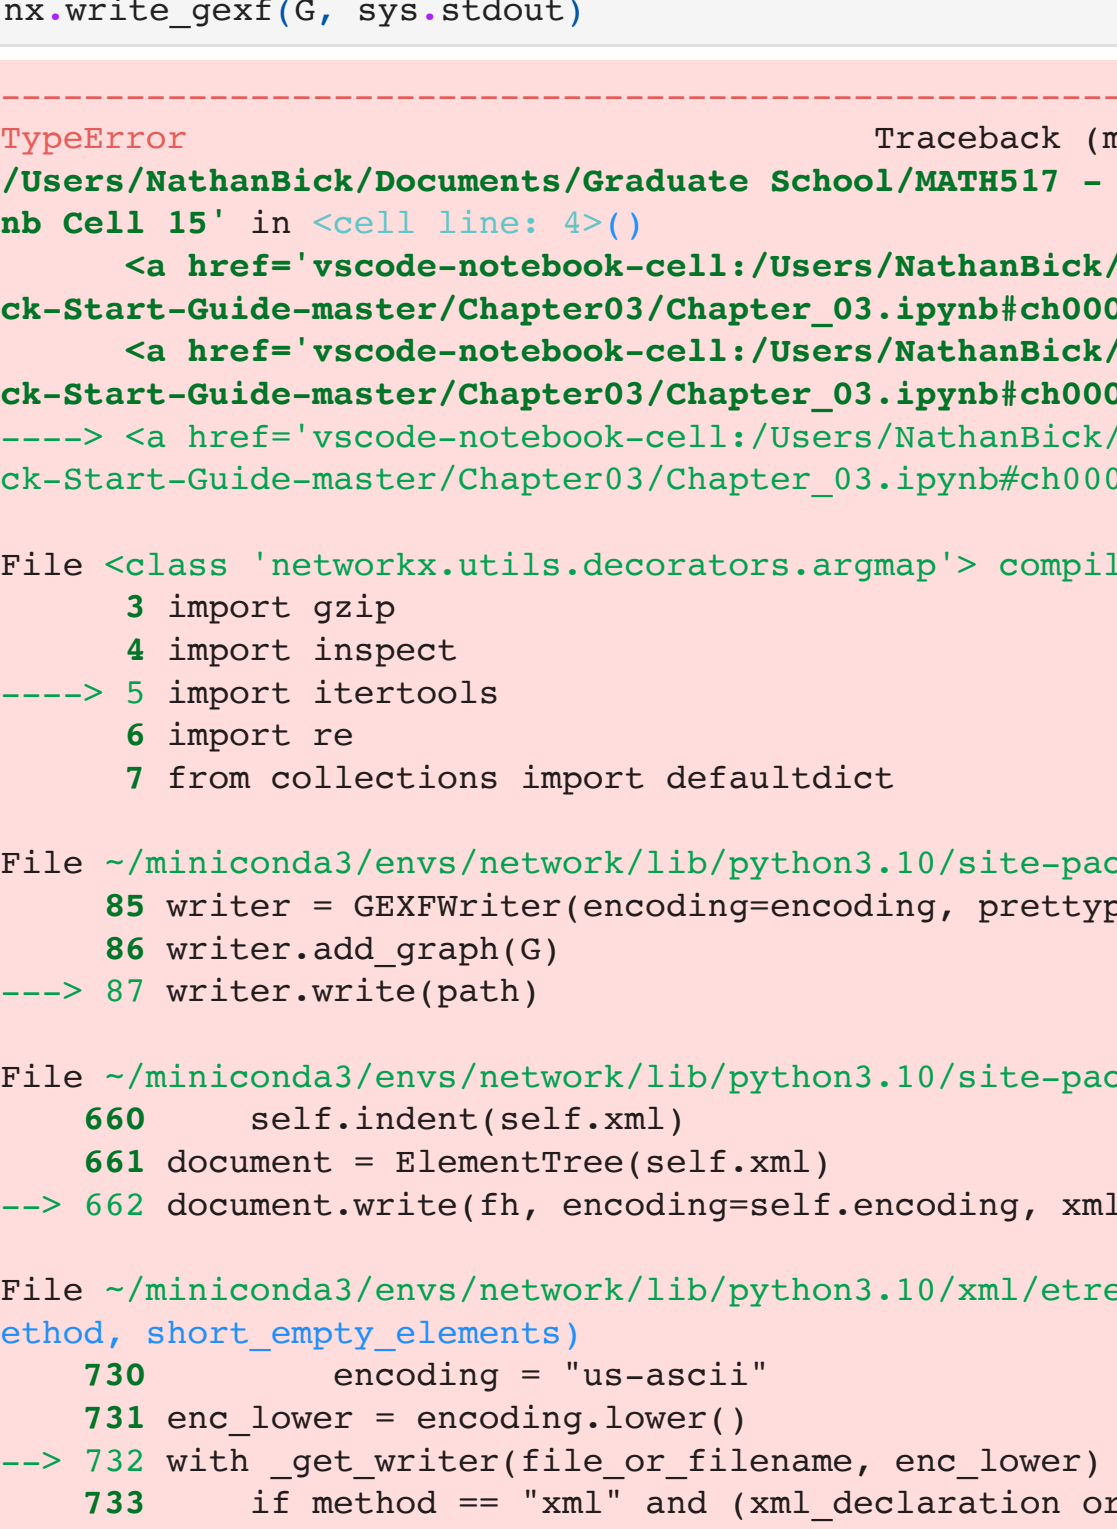 nx.write_gexf(G, sys.stdout)
---------------------------------------------------------------------------
TypeError                                 Traceback (m
/Users/NathanBick/Documents/Graduate School/MATH517 -
nb Cell 15' in <cell line: 4>()
      <a href='vscode-notebook-cell:/Users/NathanBick/
ck-Start-Guide-master/Chapter03/Chapter_03.ipynb#ch000
      <a href='vscode-notebook-cell:/Users/NathanBick/
ck-Start-Guide-master/Chapter03/Chapter_03.ipynb#ch000
----> <a href='vscode-notebook-cell:/Users/NathanBick/
ck-Start-Guide-master/Chapter03/Chapter_03.ipynb#ch000
File <class 'networkx.utils.decorators.argmap'> compil
      3 import gzip
      4 import inspect
----> 5 import itertools
      6 import re
      7 from collections import defaultdict
File ~/miniconda3/envs/network/lib/python3.10/site-pac
     85 writer = GEXFWriter(encoding=encoding, prettyp
     86 writer.add_graph(G)
---> 87 writer.write(path)
File ~/miniconda3/envs/network/lib/python3.10/site-pac
    660     self.indent(self.xml)
    661 document = ElementTree(self.xml)
--> 662 document.write(fh, encoding=self.encoding, xml
File ~/miniconda3/envs/network/lib/python3.10/xml/etre
ethod, short_empty_elements)
    730         encoding = "us-ascii"
    731 enc_lower = encoding.lower()
--> 732 with _get_writer(file_or_filename, enc_lower)
    733     if method == "xml" and (xml_declaration or